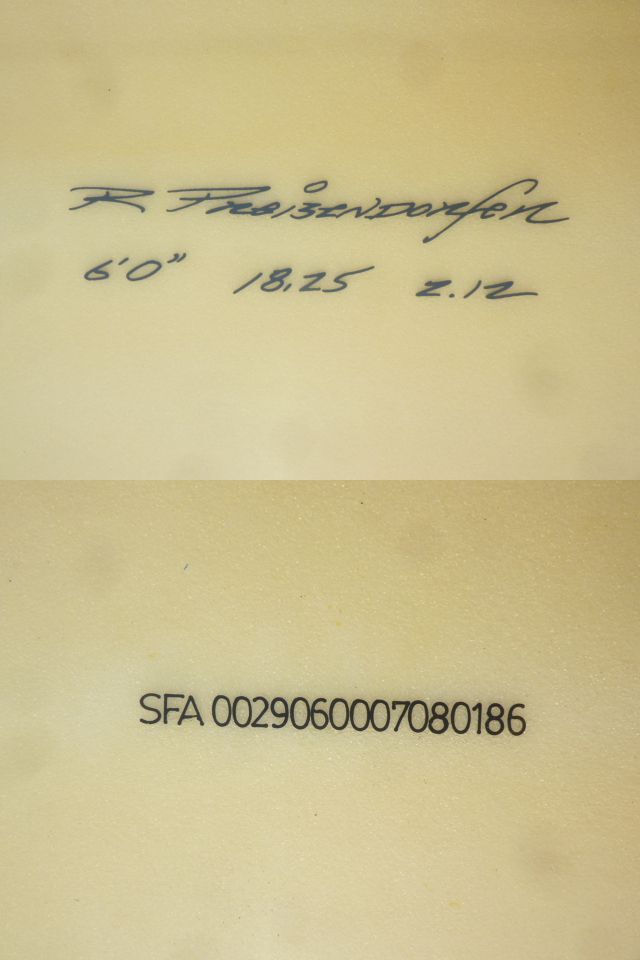 R PREISENDORFER
6'0" 18.25 2.12
SFA 0029060007080186